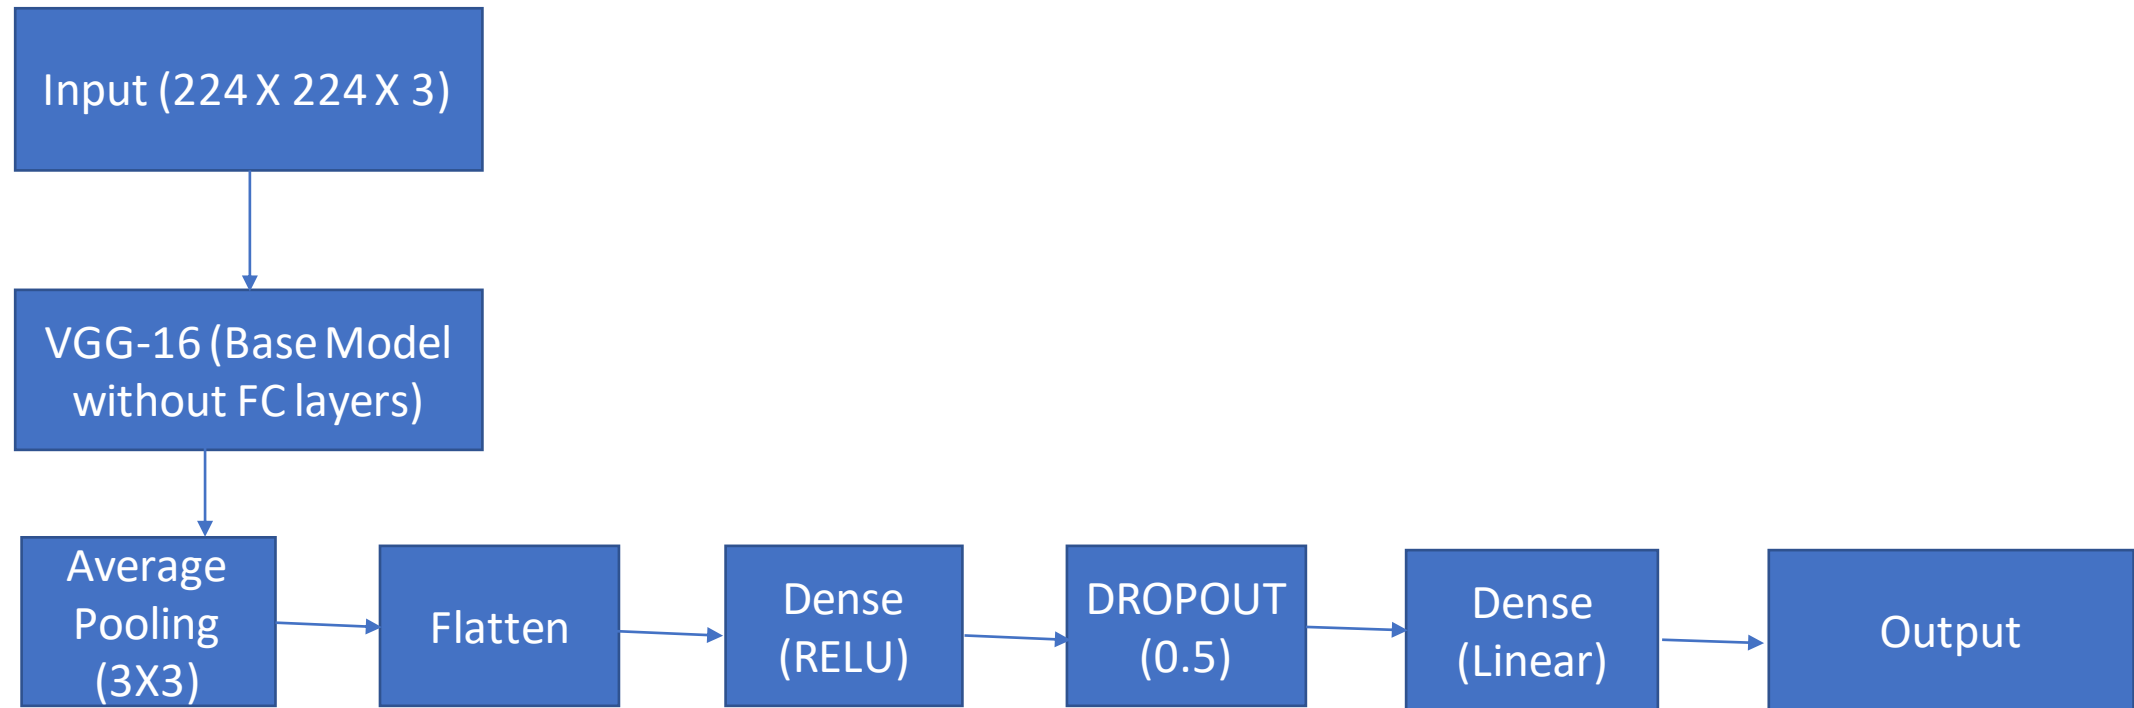 Input (224 X 224 X 3)
VGG-16 (Base Model
without FC layers)
Average
Pooling
(3X3)
Flatten
Dense
(RELU)
DROPOUT
(0.5)
Dense
(Linear)
Output